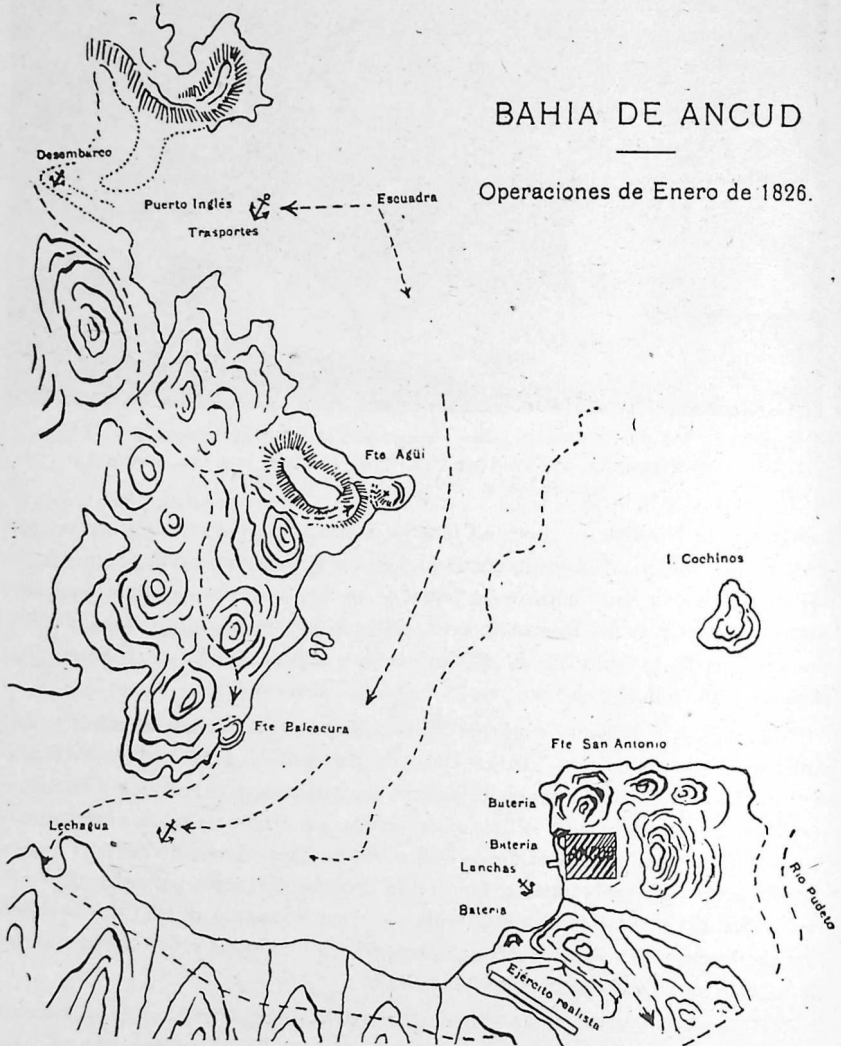 BAHIA DE ANCUD
Operaciones de Enero de 1826.
Desembarco
Puerto Inglés
Trasportes
Escuadra
Fte Agüi
I. Cochinos
Fte Balcacura
Fte San Antonio
Lechagua
Bateria
Bateria
Lanchas
ANCUD
Bateria
Rio Pudeto
Ejército realista